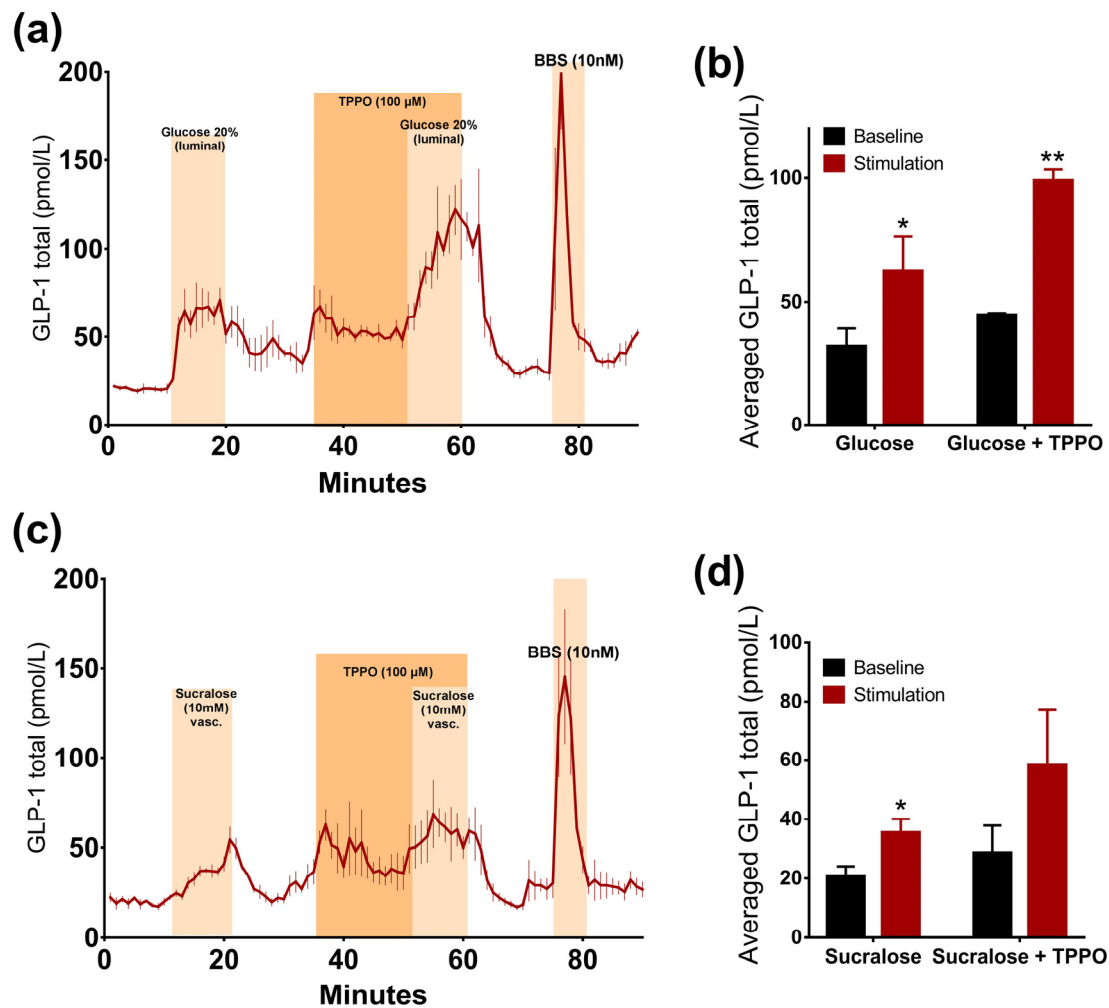 (a)
GLP-1 total (pmol/L)
200
150
100
50
0
0 20 40 60 80
Minutes
Glucose 20%
(luminal)
TPPO (100 µM)
Glucose 20%
(luminal)
BBS (10nM)
(b)
Averaged GLP-1 total (pmol/L)
100
50
0
Baseline
Stimulation
*
**
Glucose Glucose + TPPO
(c)
GLP-1 total (pmol/L)
200
150
100
50
0
0 20 40 60 80
Minutes
Sucralose
(10mM)
vasc.
TPPO (100 µM)
Sucralose
(10mM)
vasc.
BBS (10nM)
(d)
Averaged GLP-1 total (pmol/L)
100
80
60
40
20
0
Baseline
Stimulation
*
Sucralose Sucralose + TPPO